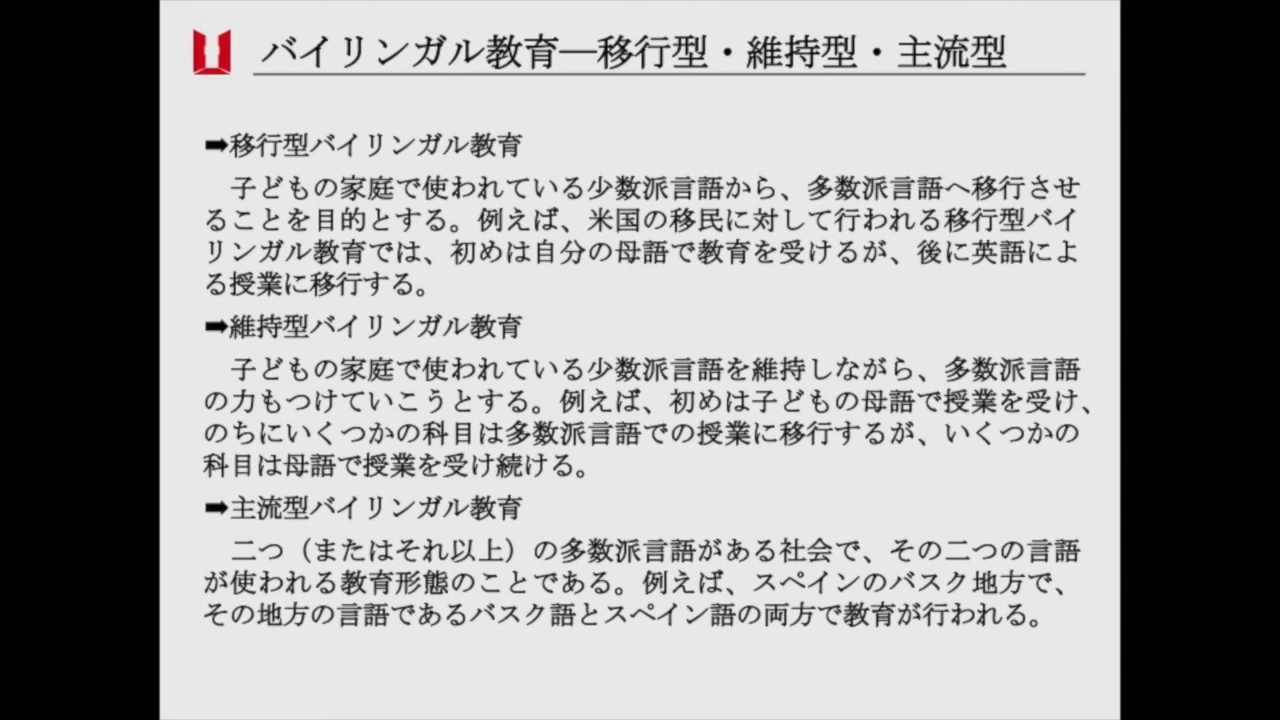 バイリンガル教育―移行型・維持型・主流型
➡移行型バイリンガル教育
子どもの家庭で使われている少数派言語から、多数派言語へ移行させ
ることを目的とする。例えば、米国の移民に対して行われる移行型バイ
リンガル教育では、初めは自分の母語で教育を受けるが、後に英語によ
る授業に移行する。
➡維持型バイリンガル教育
子どもの家庭で使われている少数派言語を維持しながら、多数派言語
の力もつけていこうとする。例えば、初めは子どもの母語で授業を受け、
のちにいくつかの科目は多数派言語での授業に移行するが、いくつかの
科目は母語で授業を受け続ける。
➡主流型バイリンガル教育
二つ（またはそれ以上）の多数派言語がある社会で、その二つの言語
が使われる教育形態のことである。例えば、スペインのバスク地方で、
その地方の言語であるバスク語とスペイン語の両方で教育が行われる。